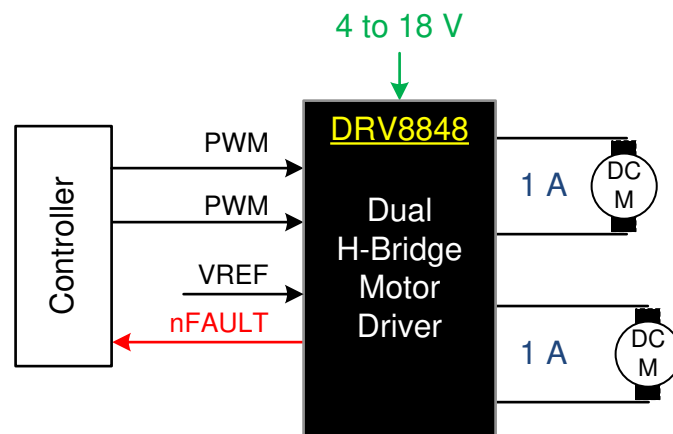 4 to 18 V
DRV8848
Dual
H-Bridge
Motor
Driver
Controller
PWM
PWM
VREF
nFAULT
1 A
DC
M
1 A
DC
M